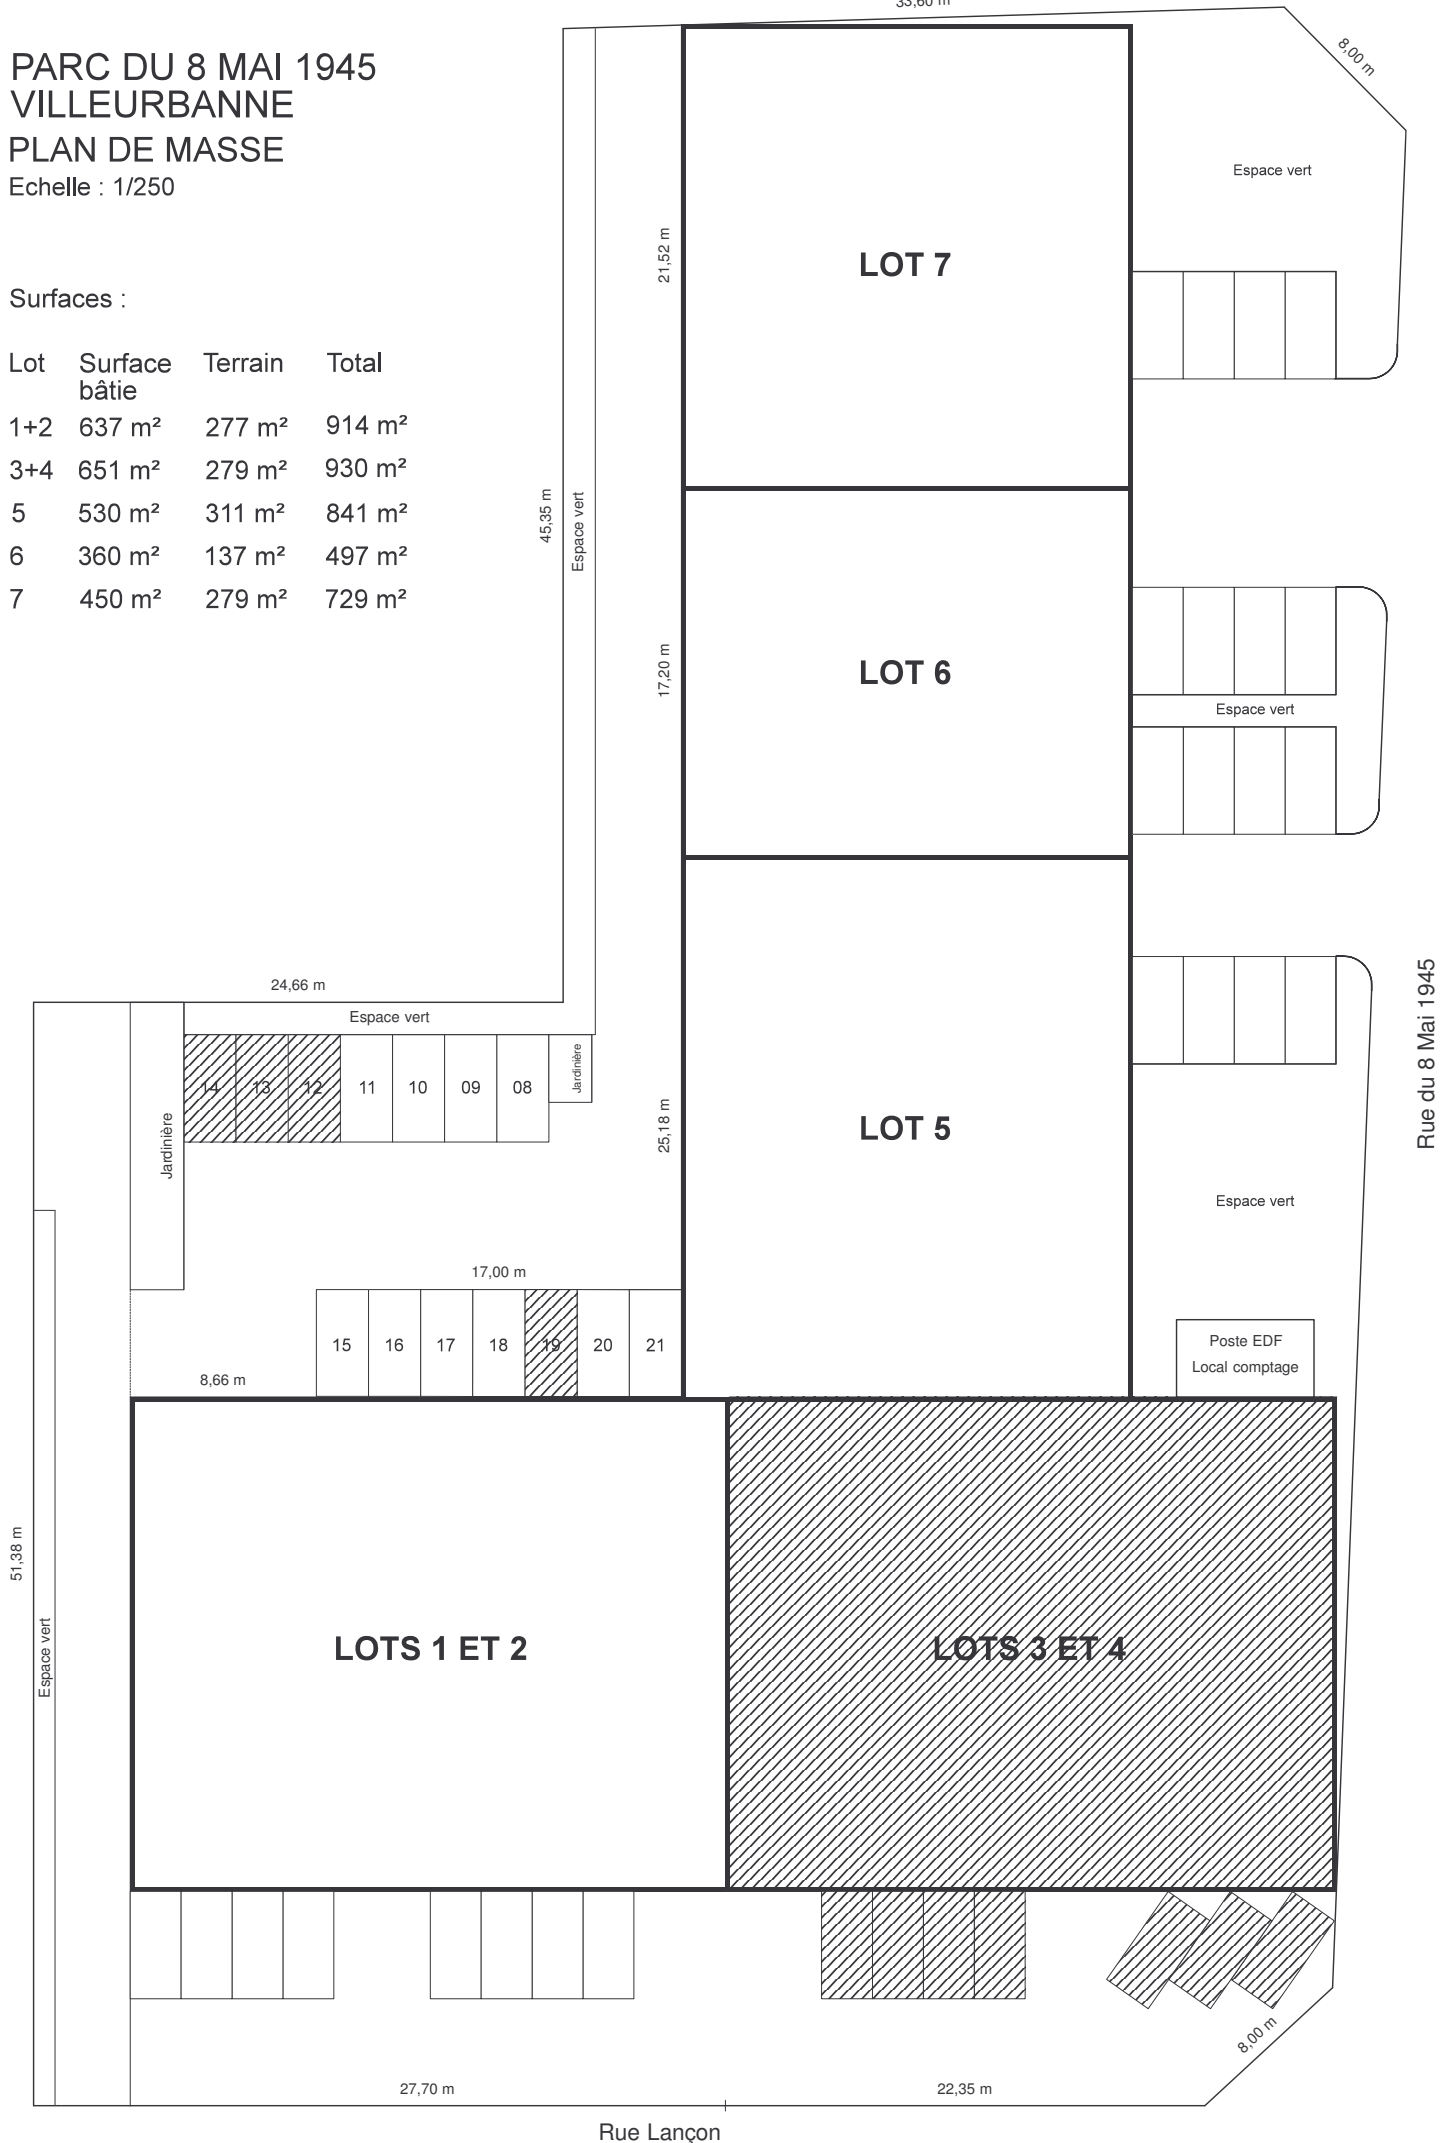 33,60 m
8,00 m
PARC DU 8 MAI 1945
VILLEURBANNE
PLAN DE MASSE
Echelle : 1/250
Espace vert
21,52 m
LOT 7
Surfaces :
Lot Surface bâtie Terrain Total
1+2 637 m² 277 m² 914 m²
3+4 651 m² 279 m² 930 m²
5 530 m² 311 m² 841 m²
6 360 m² 137 m² 497 m²
7 450 m² 279 m² 729 m²
45,35 m
Espace vert
17,20 m
LOT 6
Espace vert
24,66 m
Espace vert
Rue du 8 Mai 1945
14 13 12 11 10 09 08
Jardinière
Jardinière
25,18 m
LOT 5
Espace vert
17,00 m
15 16 17 18 19 20 21
Poste EDF
Local comptage
8,66 m
51,38 m
Espace vert
LOTS 1 ET 2
LOTS 3 ET 4
8,00 m
27,70 m
22,35 m
Rue Lançon